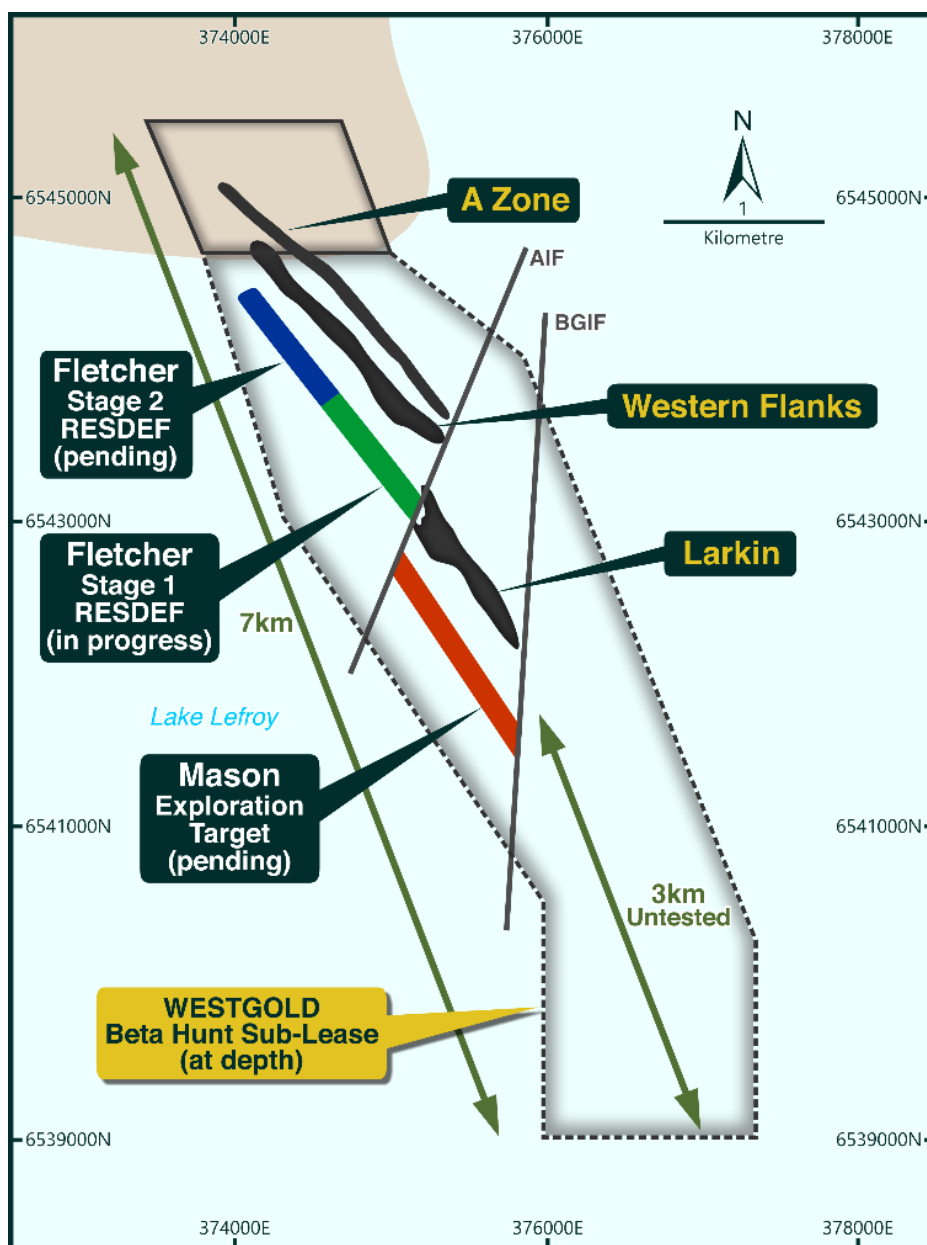 374000E
376000E
378000E
N
1
Kilometre
6545000N
6545000N
A Zone
AIF
BGIF
Fletcher
Stage 2
RESDEF
(pending)
Western Flanks
6543000N
6543000N
Fletcher
Stage 1
RESDEF
(in progress)
Larkin
7km
Lake Lefroy
Mason
Exploration
Target
(pending)
6541000N
6541000N
3km
Untested
WESTGOLD
Beta Hunt Sub-Lease
(at depth)
6539000N
6539000N
374000E
376000E
378000E